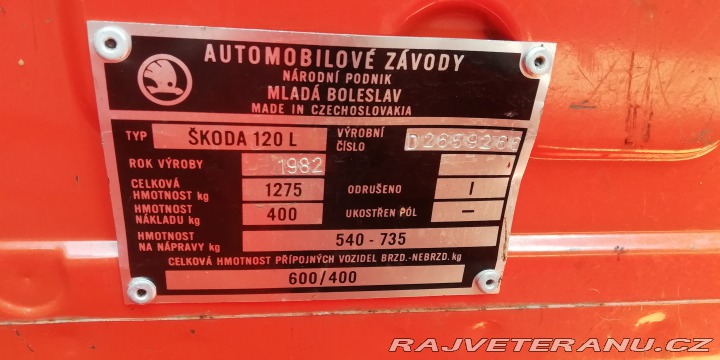 AUTOMOBILOVÉ ZÁVODY
NÁRODNÍ PODNIK
MLADÁ BOLESLAV
MADE IN CZECHOSLOVAKIA
TYP ŠKODA 120 L VÝROBNÍ ČÍSLO
ROK VÝROBY 1982
CELKOVÁ HMOTNOST kg 1275 ODRUŠENO I
HMOTNOST NÁKLADU kg 400 UKOSTŘEN PÓL –
HMOTNOST NA NÁPRAVY kg 540 - 735
CELKOVÁ HMOTNOST PŘÍPOJNÝCH VOZIDEL BRZD.-NEBRZD. kg
600/400
RAJVETERANU.CZ